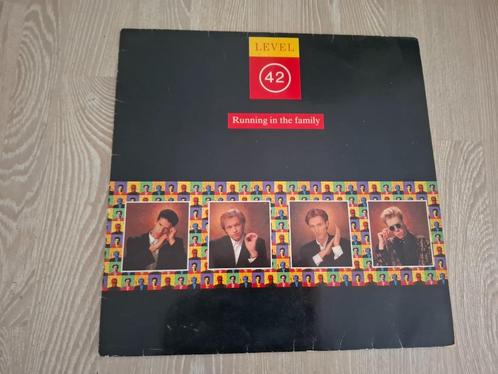 LEVEL
42
Running in the family